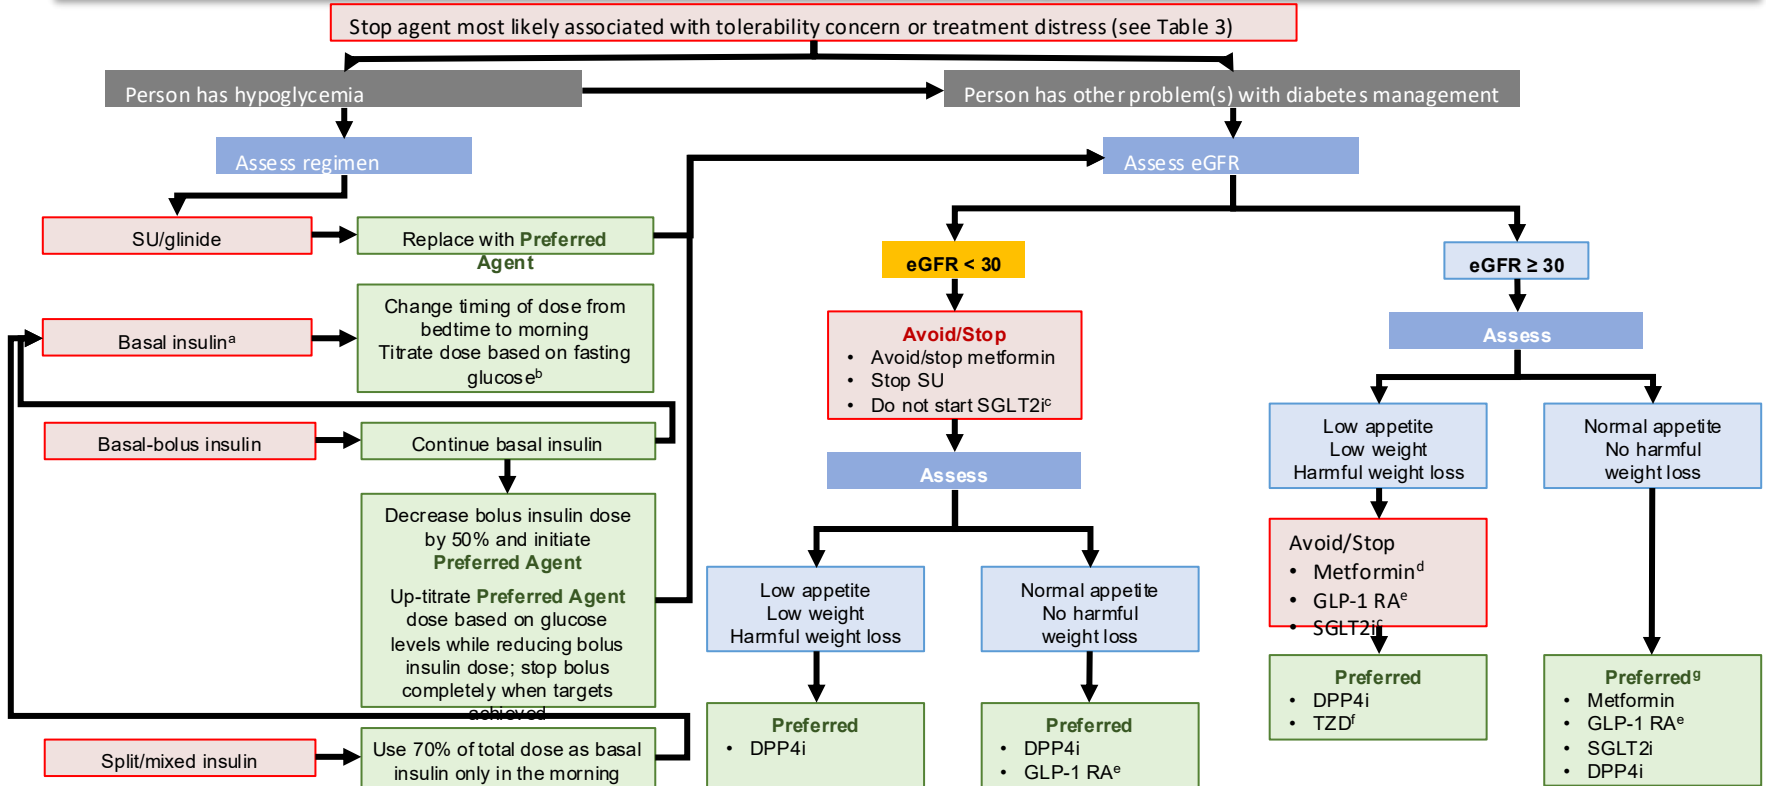 Stop agent most likely associated with tolerability concern or treatment distress (see Table 3)
Person has hypoglycemia
Person has other problem(s) with diabetes management
Assess regimen
Assess eGFR
SU/glinide
Replace with Preferred
Agent
Basal insulinᵃ
Change timing of dose from
bedtime to morning
Titrate dose based on fasting
glucoseᵇ
Basal-bolus insulin
Continue basal insulin
Decrease bolus insulin dose
by 50% and initiate
Preferred Agent
Up-titrate Preferred Agent
dose based on glucose
levels while reducing bolus
insulin dose; stop bolus
completely when targets
achieved
Split/mixed insulin
Use 70% of total dose as basal
insulin only in the morning
eGFR < 30
Avoid/Stop
• Avoid/stop metformin
• Stop SU
• Do not start SGLT2iᶜ
Assess
Low appetite
Low weight
Harmful weight loss
Preferred
• DPP4i
Normal appetite
No harmful
weight loss
Preferred
• DPP4i
• GLP-1 RAᵉ
eGFR ≥ 30
Assess
Low appetite
Low weight
Harmful weight loss
Avoid/Stop
• Metforminᵈ
• GLP-1 RAᵉ
• SGLT2iᶜ
Preferred
• DPP4i
• TZDᶠ
Normal appetite
No harmful
weight loss
Preferredᵍ
• Metformin
• GLP-1 RAᵉ
• SGLT2i
• DPP4i